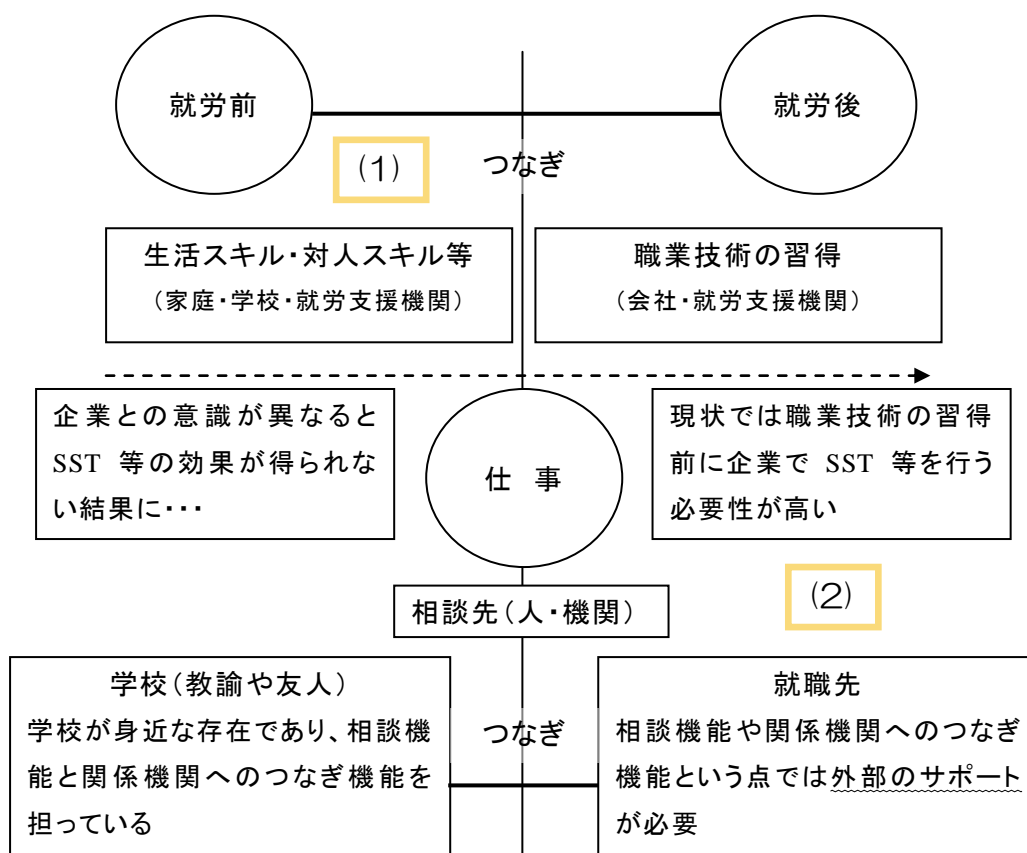 就労前
就労後
(1)
つなぎ
生活スキル・対人スキル等
（家庭・学校・就労支援機関）
職業技術の習得
（会社・就労支援機関）
企業との意識が異なると
SST 等の効果が得られな
い結果に・・・
仕 事
現状では職業技術の習得
前に企業で SST 等を行う
必要性が高い
相談先（人・機関）
(2)
学校（教諭や友人）
学校が身近な存在であり、相談機
能と関係機関へのつなぎ機能を
担っている
つなぎ
就職先
相談機能や関係機関へのつなぎ
機能という点では外部のサポート
が必要